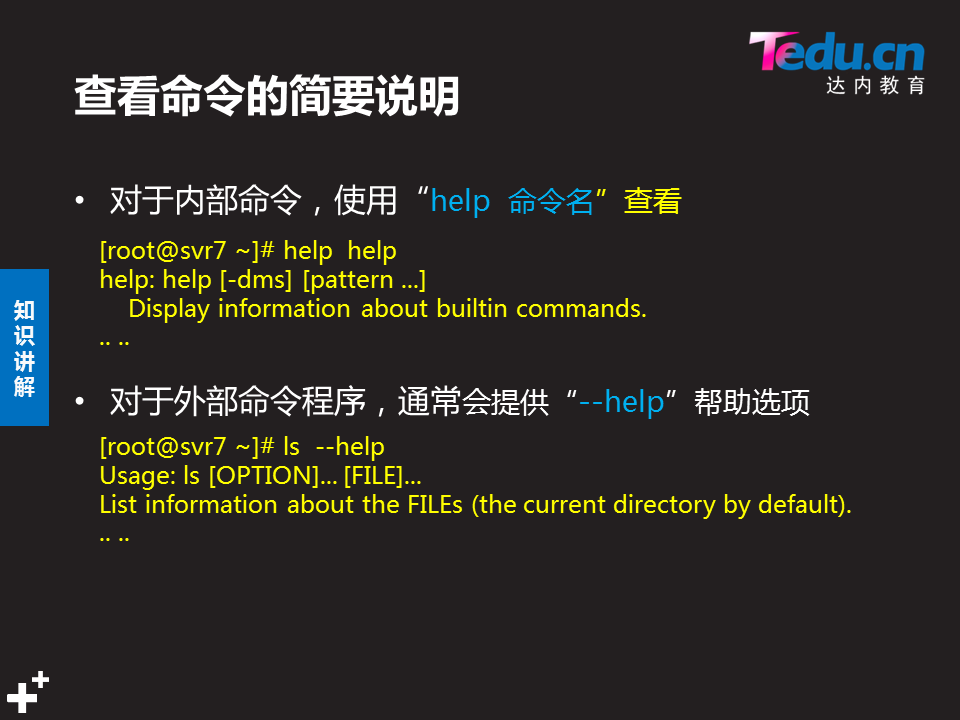 Tedu.cn
达内教育
查看命令的简要说明
• 对于内部命令，使用“help 命令名”查看
[root@svr7 ~]# help  help
help: help [-dms] [pattern ...]
    Display information about builtin commands.
.. ..
知识讲解
• 对于外部命令程序，通常会提供“--help”帮助选项
[root@svr7 ~]# ls  --help
Usage: ls [OPTION]... [FILE]...
List information about the FILEs (the current directory by default).
.. ..